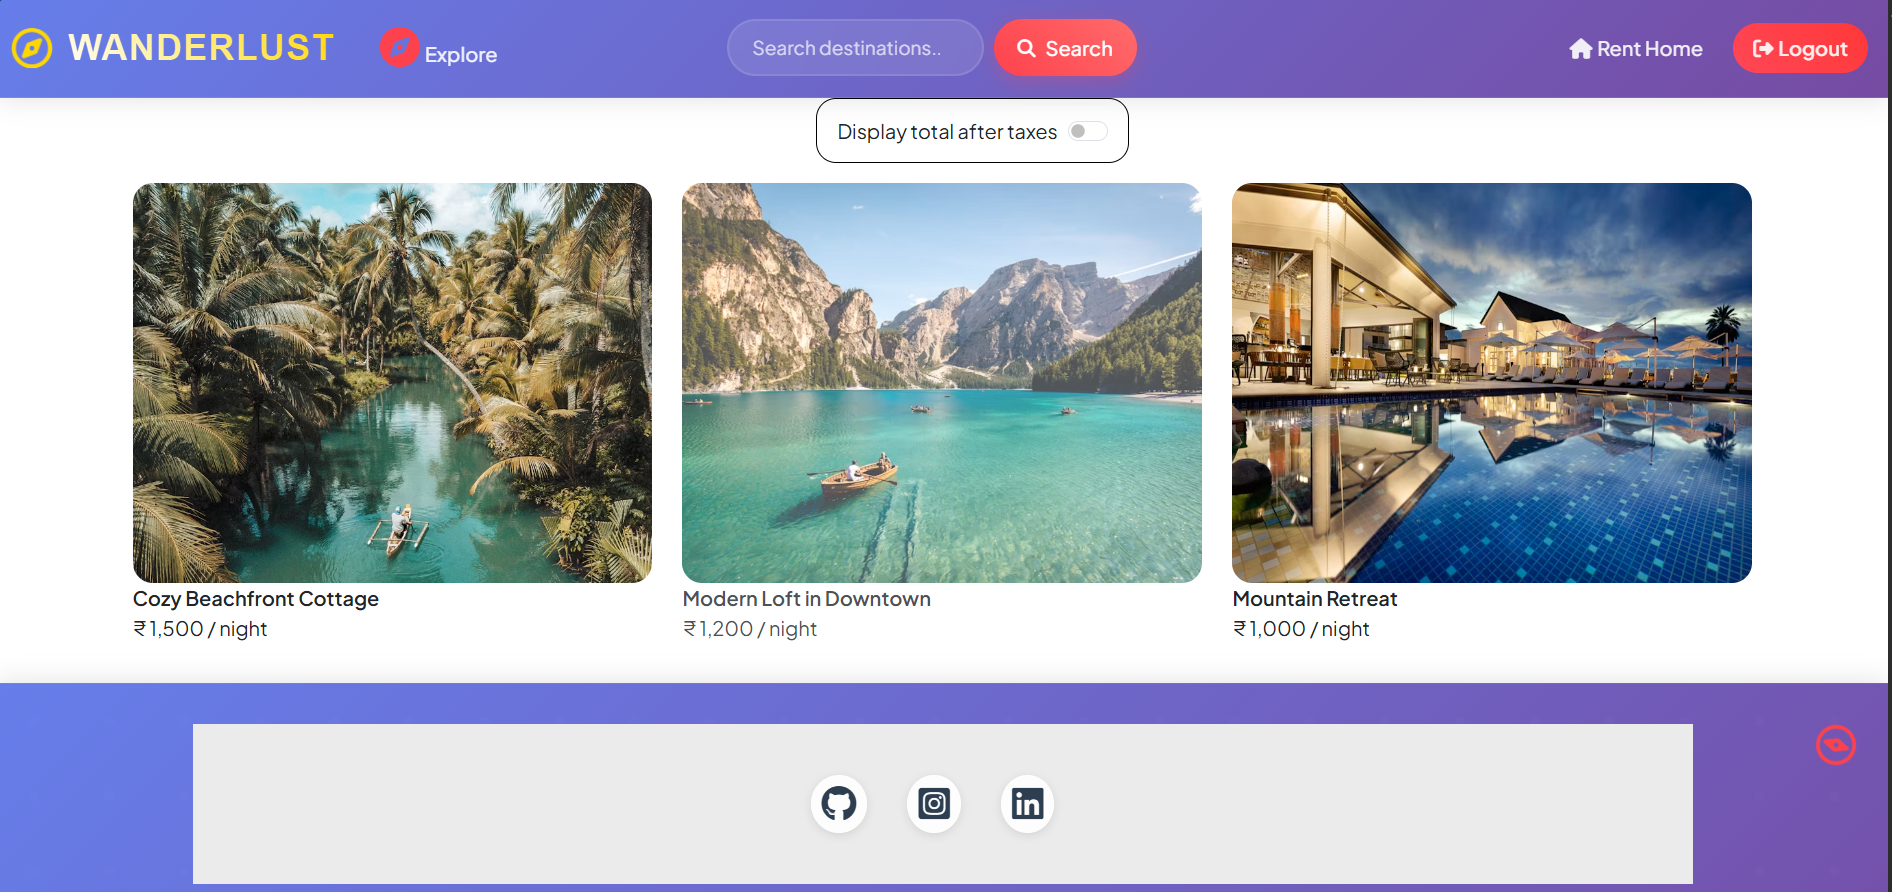 WANDERLUST
Explore
Search destinations..
Search
Rent Home
Logout
Display total after taxes
Cozy Beachfront Cottage
₹1,500 / night
Modern Loft in Downtown
₹1,200 / night
Mountain Retreat
₹1,000 / night